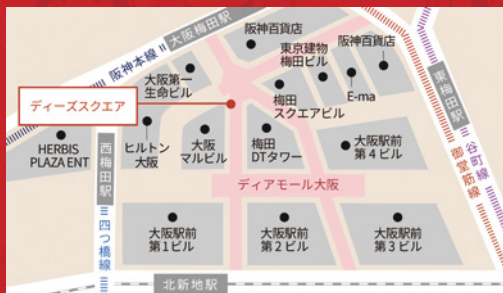 阪神百貨店
大阪梅田駅
阪神本線
東京建物
梅田ビル
阪神百貨店
大阪第一
生命ビル
E-ma
東梅田駅
ディーズスクエア
梅田
スクエアビル
HERBIS
PLAZA ENT
西梅田駅
ヒルトン
大阪
大阪
マルビル
梅田
DTタワー
大阪駅前
第4ビル
谷町線
御堂筋線
ディアモール大阪
四つ橋線
大阪駅前
第1ビル
大阪駅前
第2ビル
大阪駅前
第3ビル
北新地駅